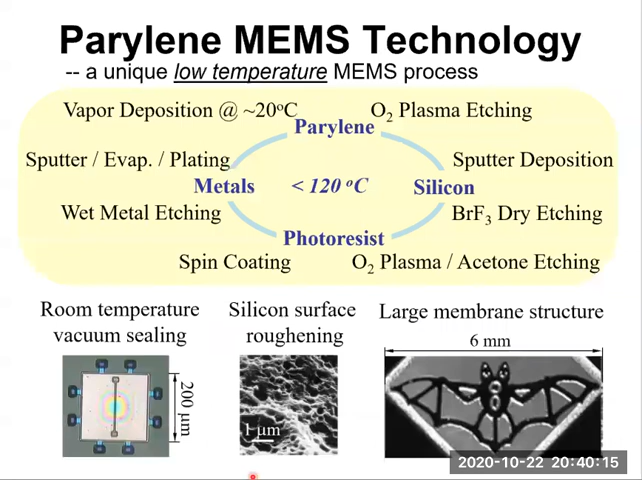 Parylene MEMS Technology
-- a unique low temperature MEMS process
Vapor Deposition @ ~20°C
O₂ Plasma Etching
Parylene
Sputter / Evap. / Plating
Sputter Deposition
Metals
< 120 °C
Silicon
Wet Metal Etching
BrF₃ Dry Etching
Photoresist
Spin Coating
O₂ Plasma / Acetone Etching
Room temperature
vacuum sealing
Silicon surface
roughening
Large membrane structure
6 mm
200 μm
1 μm
2020-10-22 20:40:15